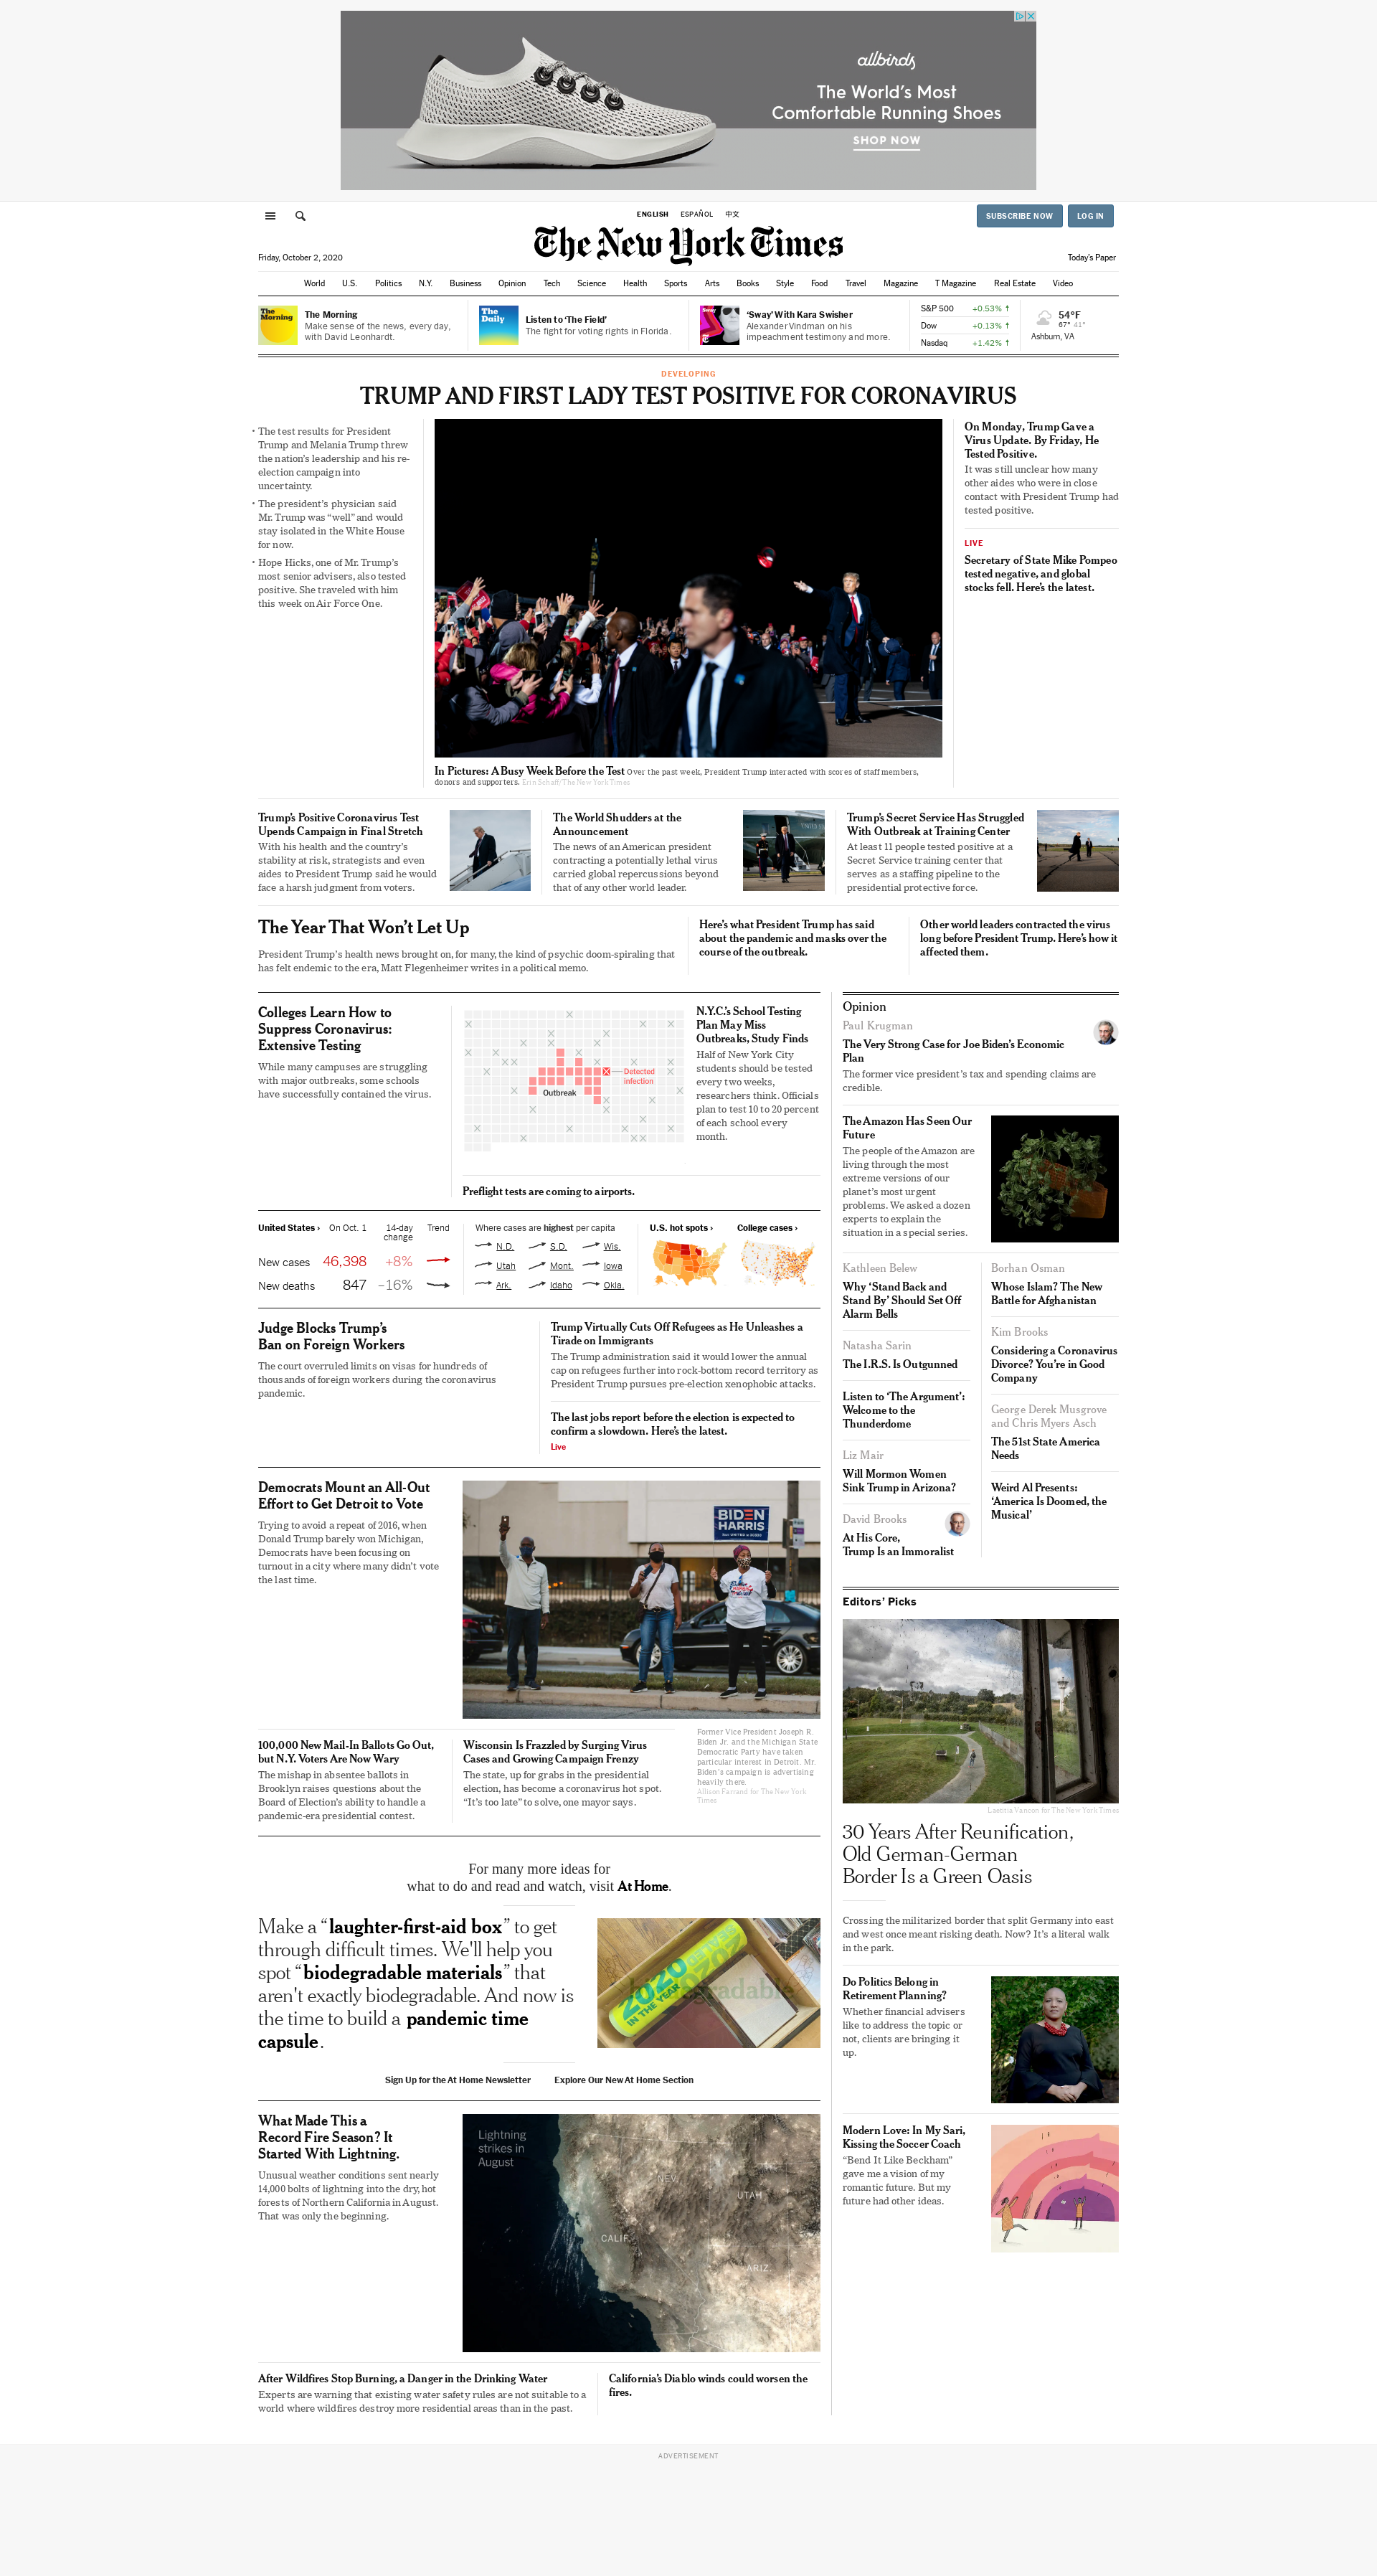 allbirds
The World's Most
Comfortable Running Shoes
SHOP NOW
ENGLISH ESPAÑOL 中文
SUBSCRIBE NOW LOG IN
The New York Times
Friday, October 2, 2020
Today's Paper
World U.S. Politics N.Y. Business Opinion Tech Science Health Sports Arts Books Style Food Travel Magazine T Magazine Real Estate Video
The Morning
The Morning
Make sense of the news, every day,
with David Leonhardt.
The Daily
Listen to ‘The Field’
The fight for voting rights in Florida.
Sway
‘Sway’ With Kara Swisher
Alexander Vindman on his
impeachment testimony and more.
S&P 500 +0.53% ↑
Dow +0.13% ↑
Nasdaq +1.42% ↑
54°F
67° 41°
Ashburn, VA
DEVELOPING
TRUMP AND FIRST LADY TEST POSITIVE FOR CORONAVIRUS
• The test results for President
Trump and Melania Trump threw
the nation’s leadership and his re-
election campaign into
uncertainty.
• The president’s physician said
Mr. Trump was “well” and would
stay isolated in the White House
for now.
• Hope Hicks, one of Mr. Trump’s
most senior advisers, also tested
positive. She traveled with him
this week on Air Force One.
In Pictures: A Busy Week Before the Test Over the past week, President Trump interacted with scores of staff members,
donors and supporters. Erin Schaff/The New York Times
On Monday, Trump Gave a
Virus Update. By Friday, He
Tested Positive.
It was still unclear how many
other aides who were in close
contact with President Trump had
tested positive.
LIVE
Secretary of State Mike Pompeo
tested negative, and global
stocks fell. Here’s the latest.
Trump’s Positive Coronavirus Test
Upends Campaign in Final Stretch
With his health and the country’s
stability at risk, strategists and even
aides to President Trump said he would
face a harsh judgment from voters.
The World Shudders at the
Announcement
The news of an American president
contracting a potentially lethal virus
carried global repercussions beyond
that of any other world leader.
Trump’s Secret Service Has Struggled
With Outbreak at Training Center
At least 11 people tested positive at a
Secret Service training center that
serves as a staffing pipeline to the
presidential protective force.
The Year That Won’t Let Up
President Trump’s health news brought on, for many, the kind of psychic doom-spiraling that
has felt endemic to the era, Matt Flegenheimer writes in a political memo.
Here’s what President Trump has said
about the pandemic and masks over the
course of the outbreak.
Other world leaders contracted the virus
long before President Trump. Here’s how it
affected them.
Colleges Learn How to
Suppress Coronavirus:
Extensive Testing
While many campuses are struggling
with major outbreaks, some schools
have successfully contained the virus.
Detected
infection
Outbreak
N.Y.C.’s School Testing
Plan May Miss
Outbreaks, Study Finds
Half of New York City
students should be tested
every two weeks,
researchers think. Officials
plan to test 10 to 20 percent
of each school every
month.
Preflight tests are coming to airports.
United States › On Oct. 1 14-day
change Trend
New cases 46,398 +8%
New deaths 847 –16%
Where cases are highest per capita
N.D. S.D. Wis.
Utah Mont. Iowa
Ark. Idaho Okla.
U.S. hot spots › College cases ›
Judge Blocks Trump’s
Ban on Foreign Workers
The court overruled limits on visas for hundreds of
thousands of foreign workers during the coronavirus
pandemic.
Trump Virtually Cuts Off Refugees as He Unleashes a
Tirade on Immigrants
The Trump administration said it would lower the annual
cap on refugees further into rock-bottom record territory as
President Trump pursues pre-election xenophobic attacks.
The last jobs report before the election is expected to
confirm a slowdown. Here’s the latest.
Live
Democrats Mount an All-Out
Effort to Get Detroit to Vote
Trying to avoid a repeat of 2016, when
Donald Trump barely won Michigan,
Democrats have been focusing on
turnout in a city where many didn’t vote
the last time.
BIDEN
HARRIS
Former Vice President Joseph R.
Biden Jr. and the Michigan State
Democratic Party have taken
particular interest in Detroit. Mr.
Biden’s campaign is advertising
heavily there.
Allison Farrand for The New York
Times
100,000 New Mail-In Ballots Go Out,
but N.Y. Voters Are Now Wary
The mishap in absentee ballots in
Brooklyn raises questions about the
Board of Election’s ability to handle a
pandemic-era presidential contest.
Wisconsin Is Frazzled by Surging Virus
Cases and Growing Campaign Frenzy
The state, up for grabs in the presidential
election, has become a coronavirus hot spot.
“It’s too late” to solve, one mayor says.
For many more ideas for
what to do and read and watch, visit At Home.
Make a “laughter-first-aid box” to get
through difficult times. We'll help you
spot “biodegradable materials” that
aren't exactly biodegradable. And now is
the time to build a pandemic time
capsule.
2020
IN THE YEAR
Sign Up for the At Home Newsletter Explore Our New At Home Section
What Made This a
Record Fire Season? It
Started With Lightning.
Unusual weather conditions sent nearly
14,000 bolts of lightning into the dry, hot
forests of Northern California in August.
That was only the beginning.
Lightning
strikes in
August
NEV.
UTAH
CALIF.
ARIZ.
After Wildfires Stop Burning, a Danger in the Drinking Water
Experts are warning that existing water safety rules are not suitable to a
world where wildfires destroy more residential areas than in the past.
California’s Diablo winds could worsen the
fires.
Opinion
Paul Krugman
The Very Strong Case for Joe Biden’s Economic
Plan
The former vice president’s tax and spending claims are
credible.
The Amazon Has Seen Our
Future
The people of the Amazon are
living through the most
extreme versions of our
planet’s most urgent
problems. We asked a dozen
experts to explain the
situation in a special series.
Kathleen Belew
Why ‘Stand Back and
Stand By’ Should Set Off
Alarm Bells
Natasha Sarin
The I.R.S. Is Outgunned
Listen to ‘The Argument’:
Welcome to the
Thunderdome
Liz Mair
Will Mormon Women
Sink Trump in Arizona?
David Brooks
At His Core,
Trump Is an Immoralist
Borhan Osman
Whose Islam? The New
Battle for Afghanistan
Kim Brooks
Considering a Coronavirus
Divorce? You’re in Good
Company
George Derek Musgrove
and Chris Myers Asch
The 51st State America
Needs
Weird Al Presents:
‘America Is Doomed, the
Musical’
Editors’ Picks
Laetitia Vancon for The New York Times
30 Years After Reunification,
Old German-German
Border Is a Green Oasis
Crossing the militarized border that split Germany into east
and west once meant risking death. Now? It’s a literal walk
in the park.
Do Politics Belong in
Retirement Planning?
Whether financial advisers
like to address the topic or
not, clients are bringing it
up.
Modern Love: In My Sari,
Kissing the Soccer Coach
“Bend It Like Beckham”
gave me a vision of my
romantic future. But my
future had other ideas.
ADVERTISEMENT